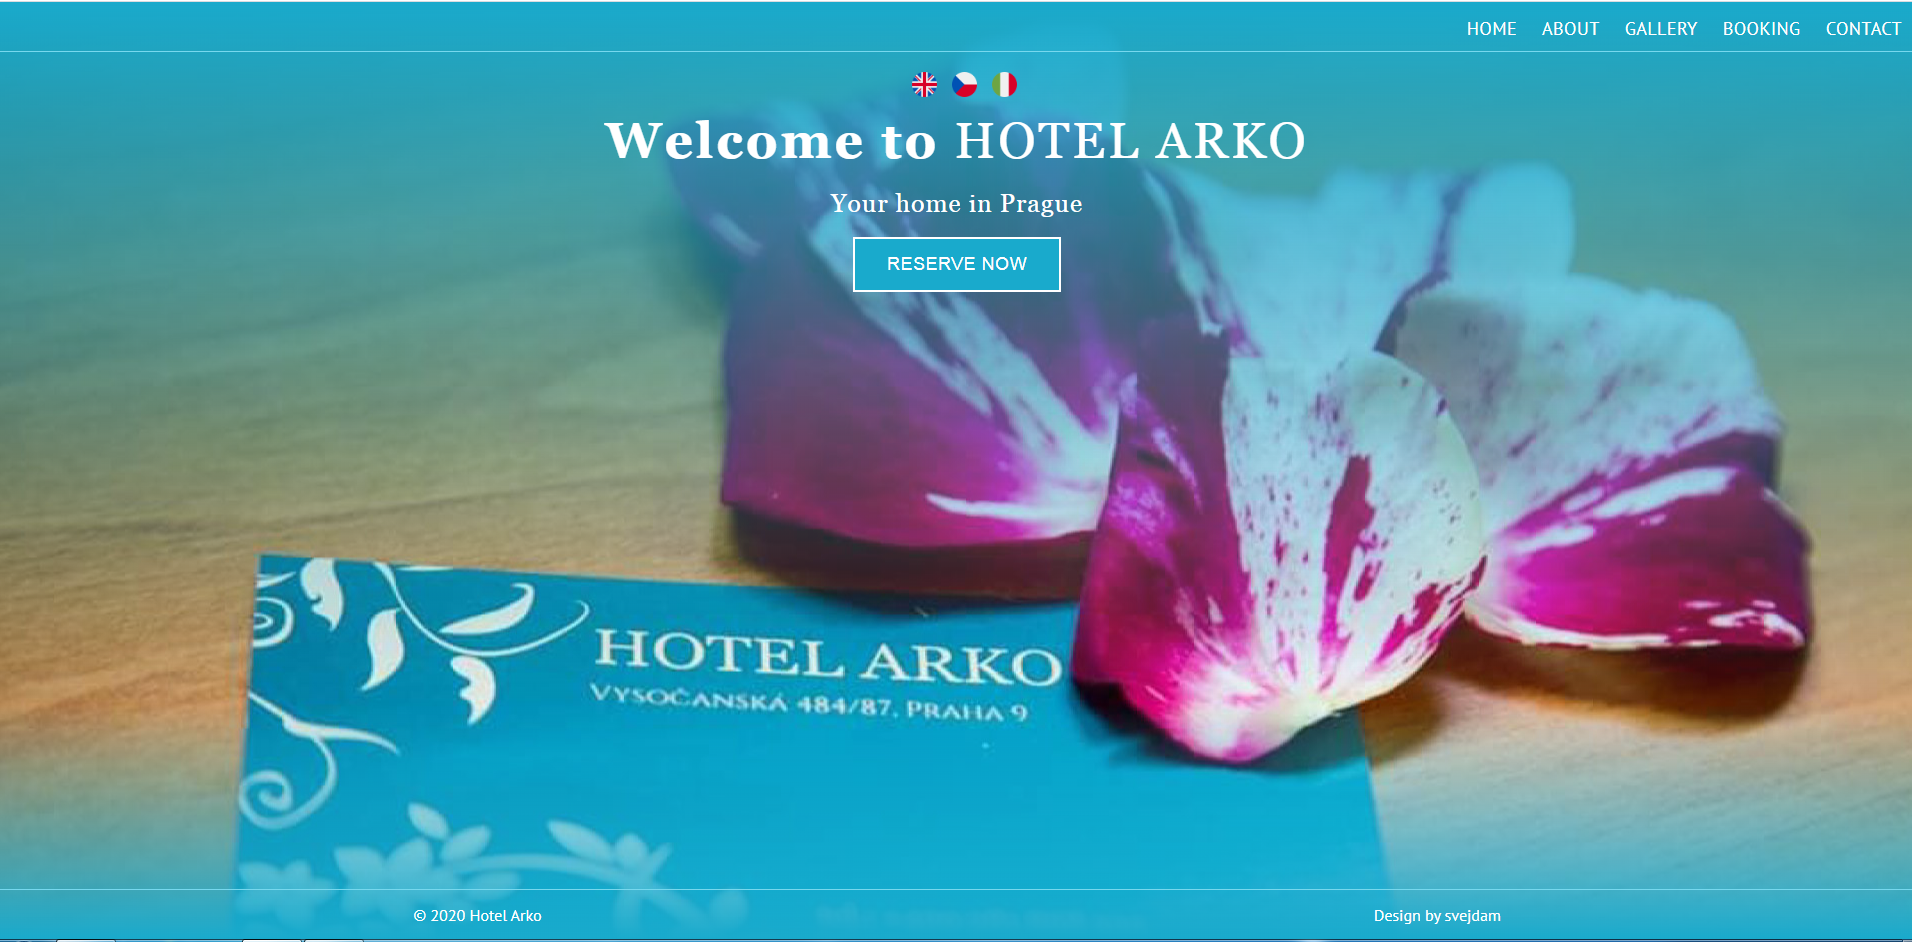 HOME ABOUT GALLERY BOOKING CONTACT
Welcome to HOTEL ARKO
Your home in Prague
RESERVE NOW
HOTEL ARKO
VYSOČANSKÁ 484/87, PRAHA 9
© 2020 Hotel Arko Design by svejdam